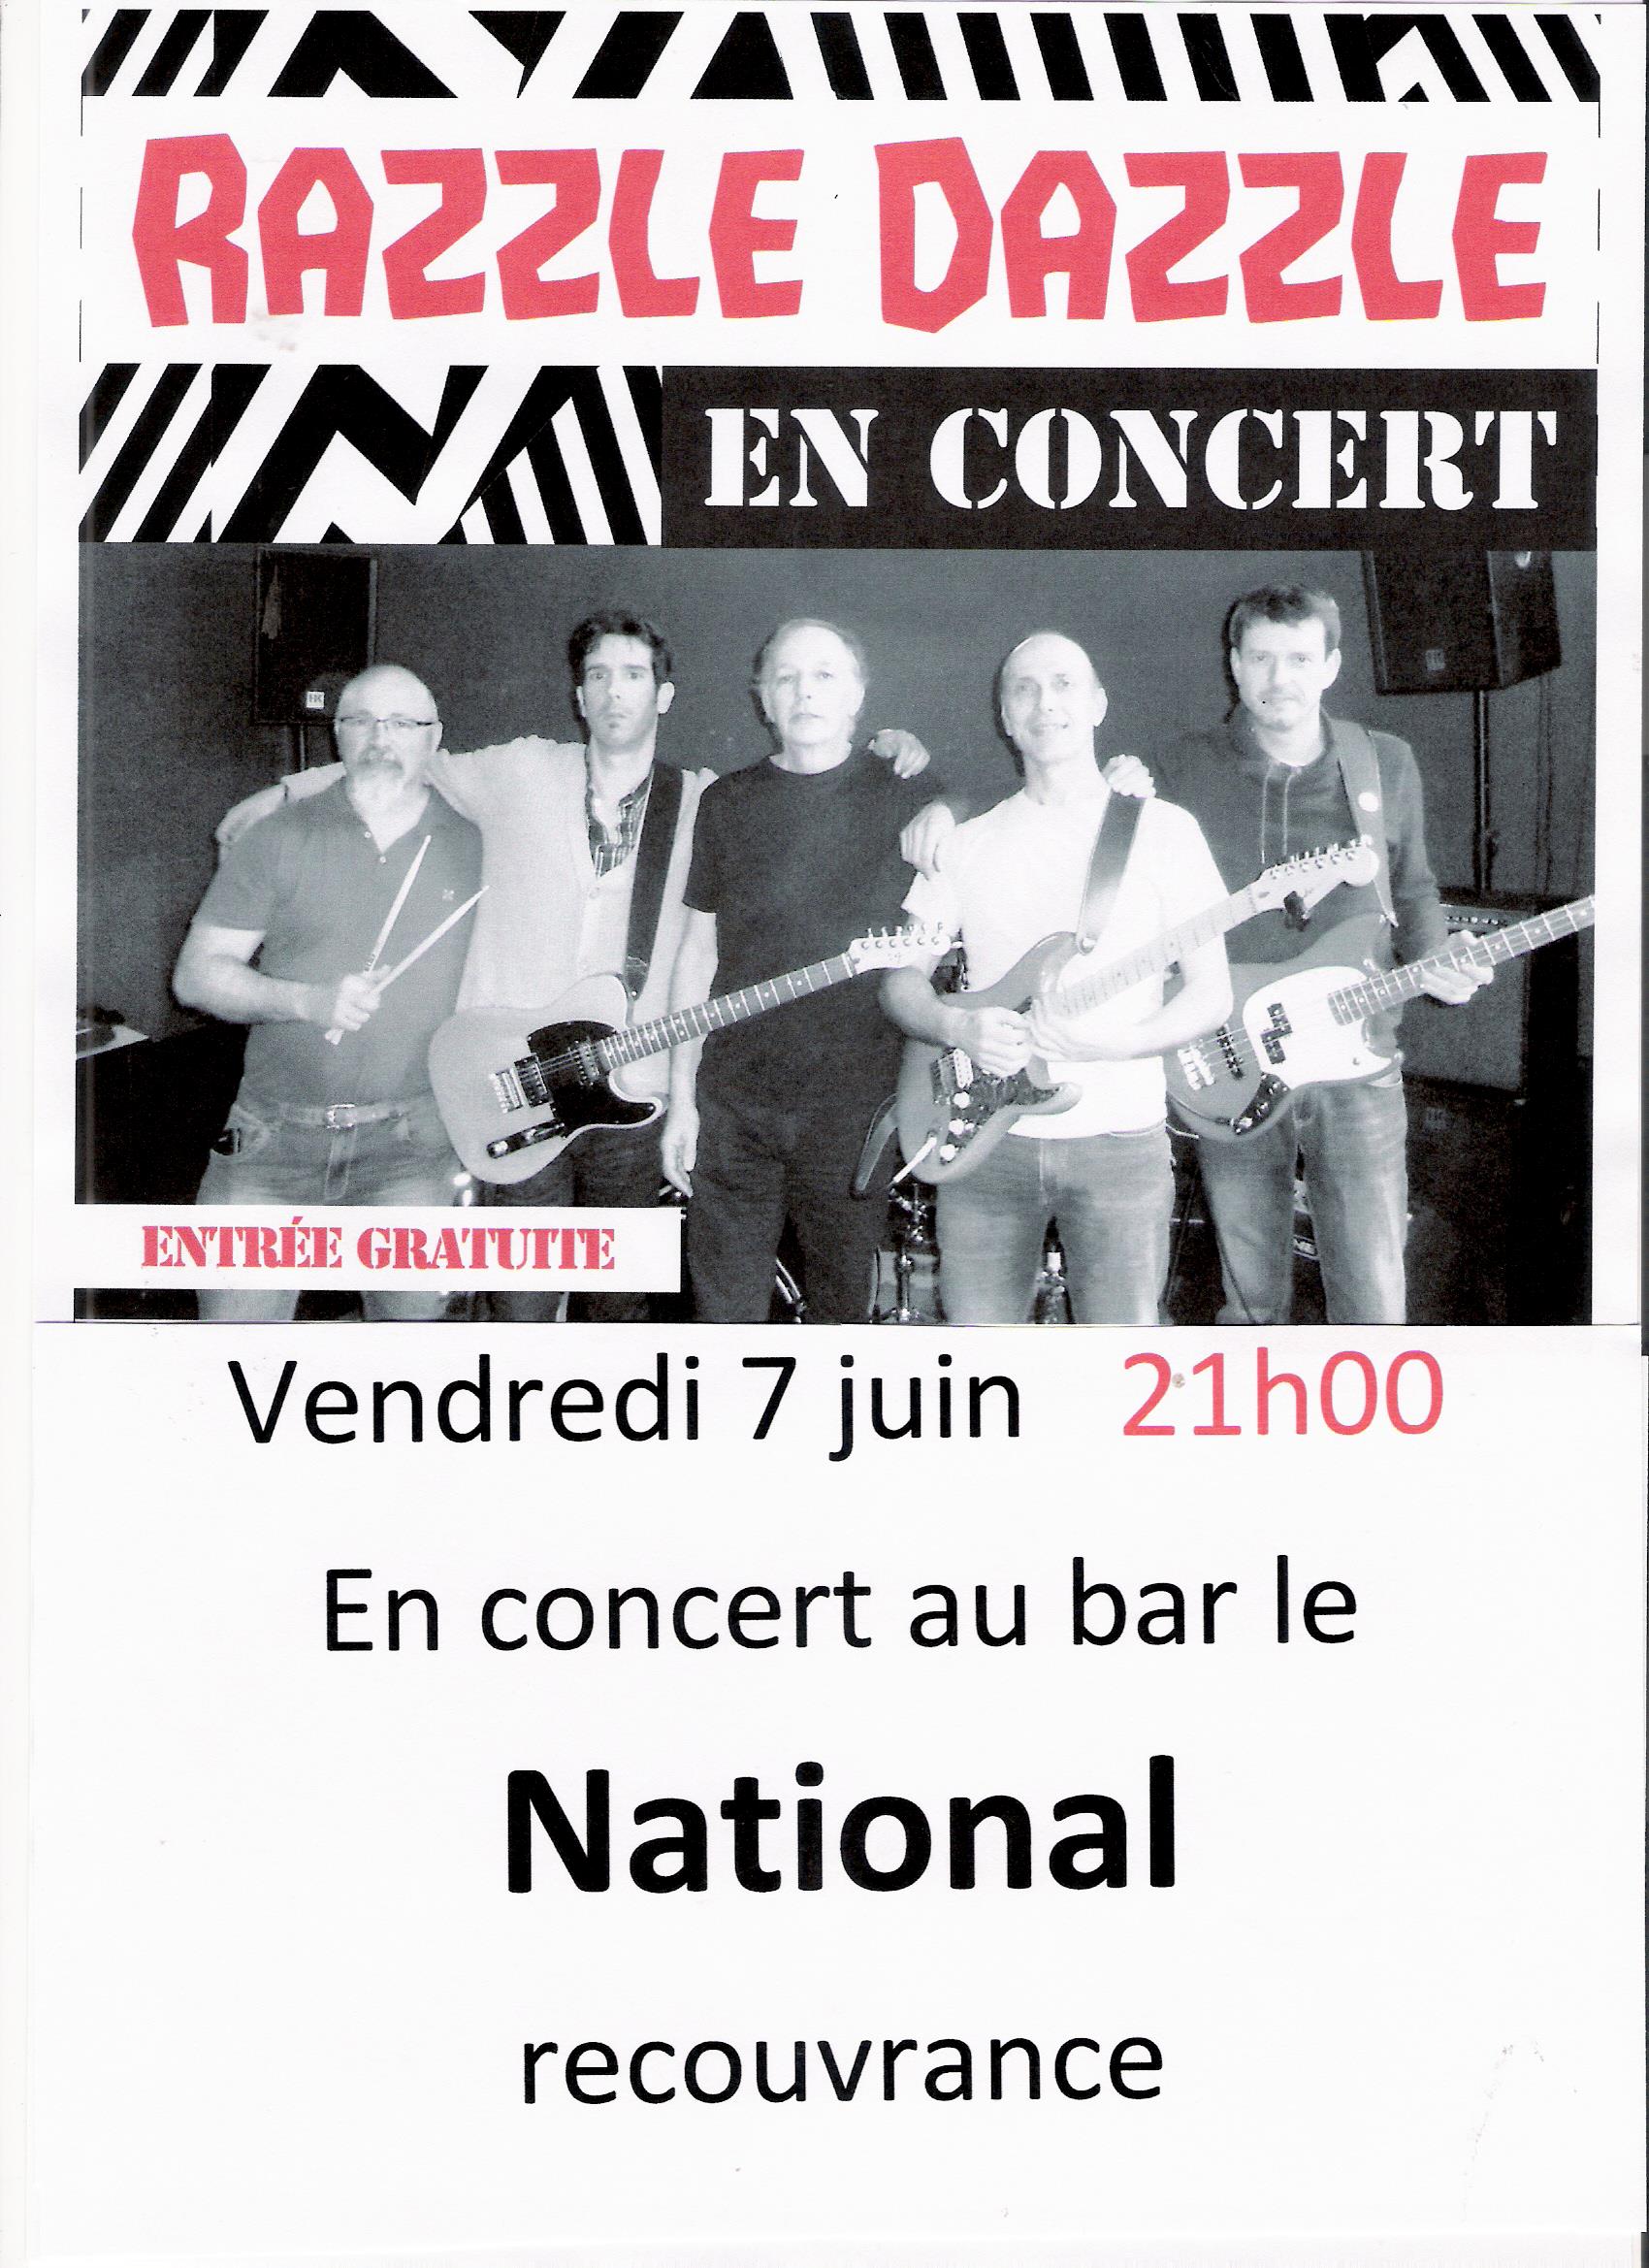 RAZZLE DAZZLE
EN CONCERT
ENTRÉE GRATUITE
Vendredi 7 juin 21h00
En concert au bar le
National
recouvrance